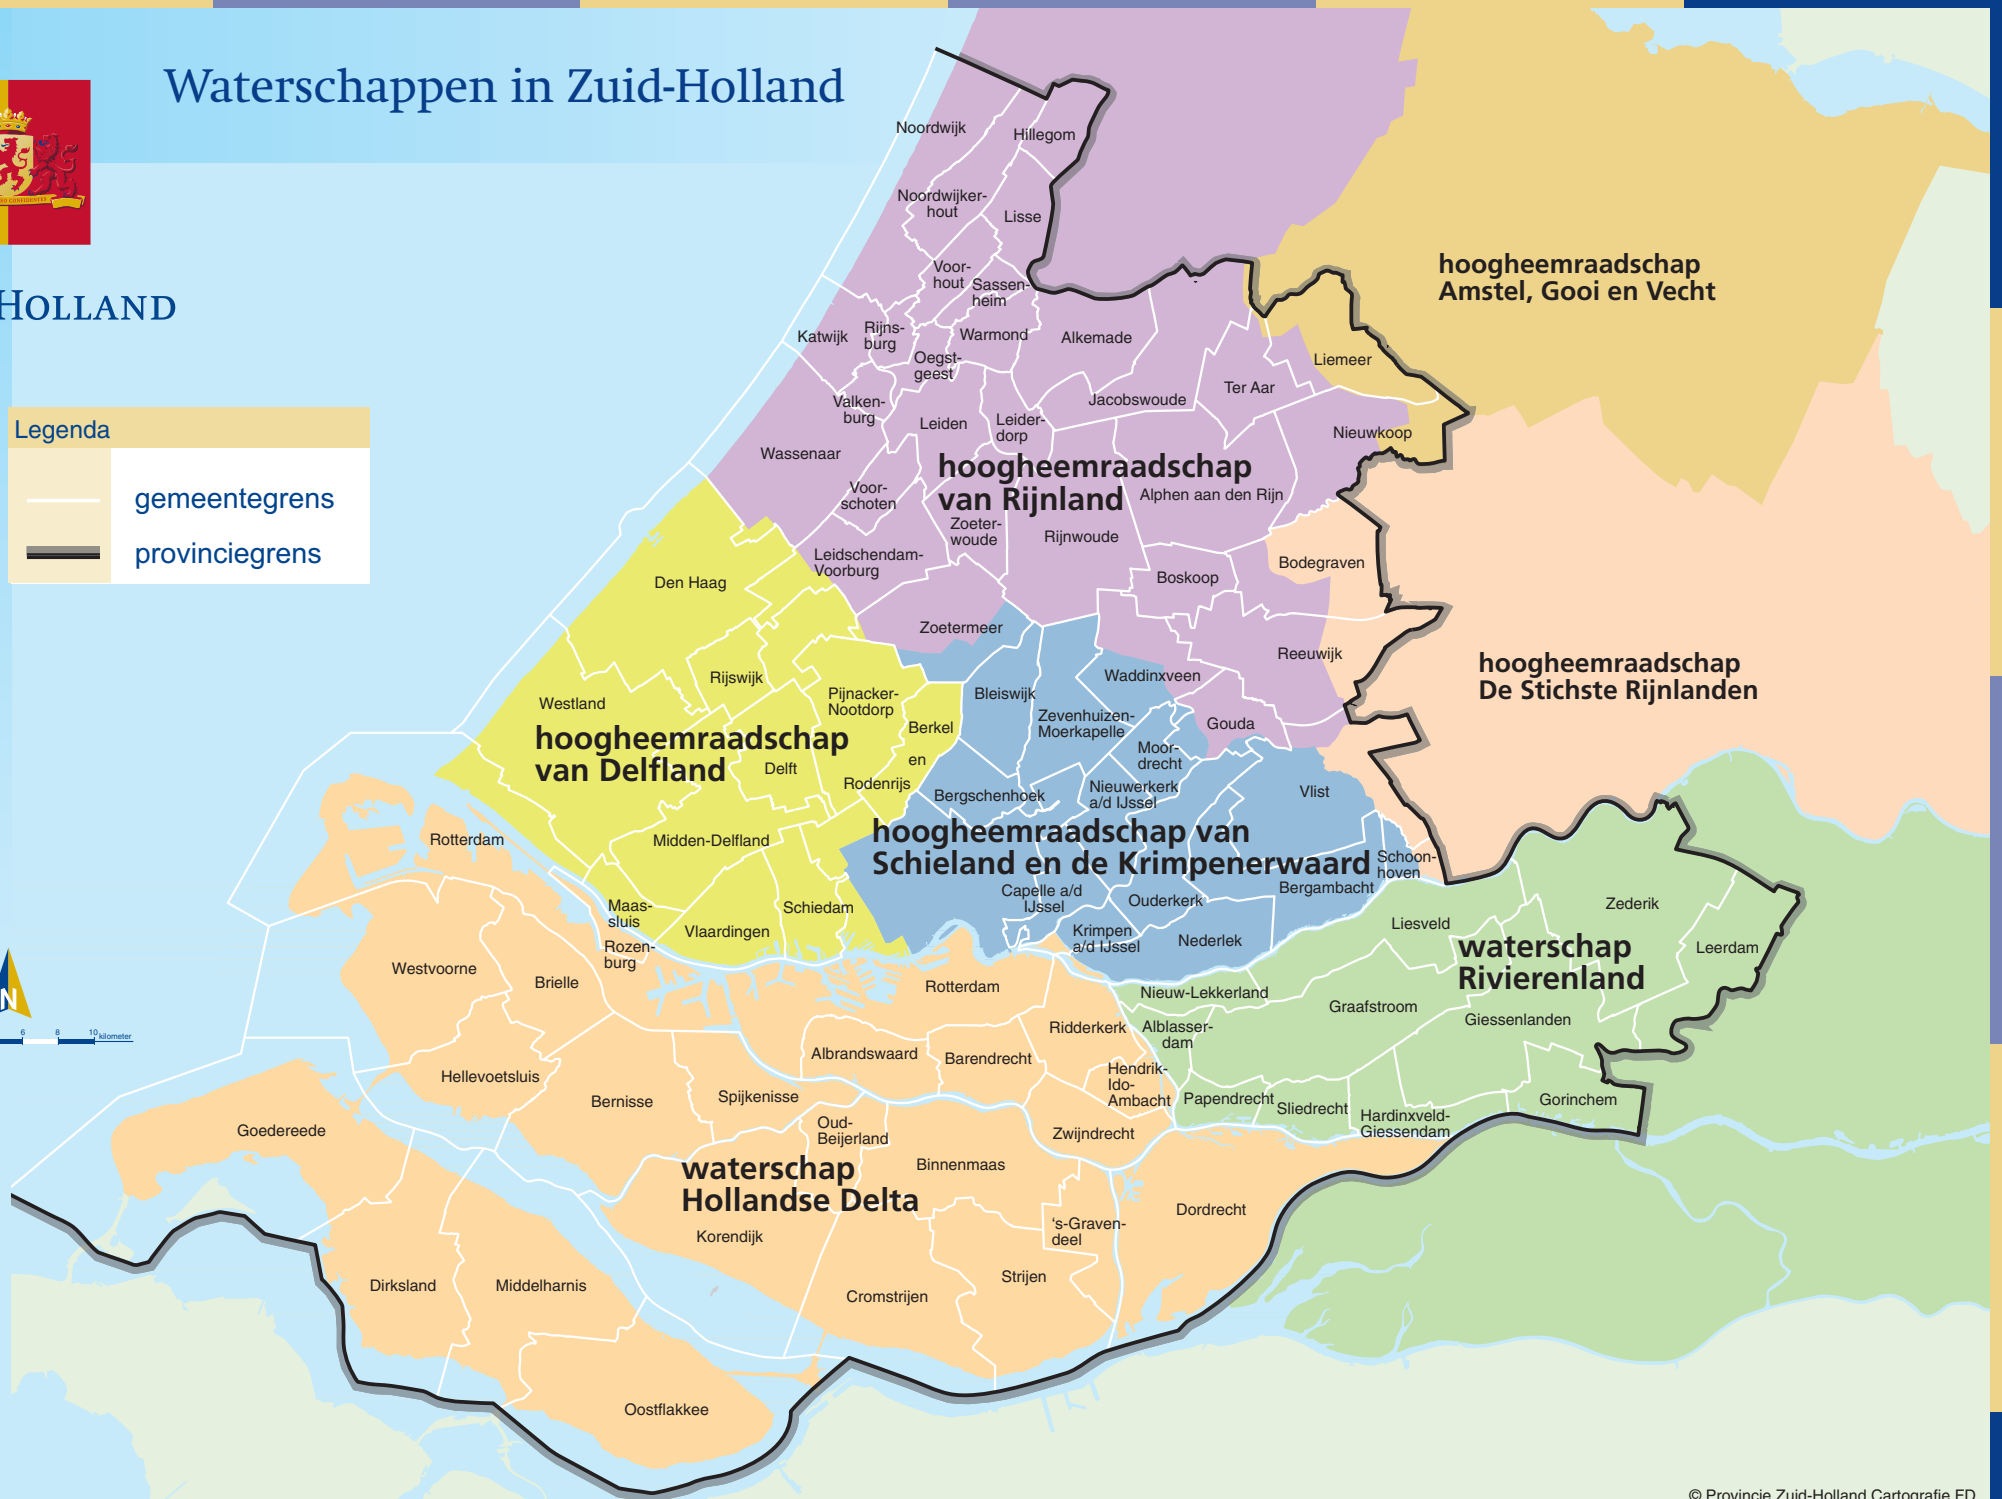 Waterschappen in Zuid-Holland
HOLLAND
Legenda
gemeentegrens
provinciegrens
N
6 8 10 kilometer
Noordwijk
Hillegom
Noordwijker-
hout
Lisse
Voor-
hout
Sassen-
heim
Katwijk
Rijns-
burg
Warmond
Alkemade
Oegst-
geest
Liemeer
Valken-
burg
Jacobswoude
Ter Aar
Leiden
Leider-
dorp
Nieuwkoop
Wassenaar
hoogheemraadschap
van Rijnland
Voor-
schoten
Alphen aan den Rijn
Zoeter-
woude
Rijnwoude
Leidschendam-
Voorburg
Boskoop
Bodegraven
Zoetermeer
Reeuwijk
Waddinxveen
Gouda
hoogheemraadschap
Amstel, Gooi en Vecht
hoogheemraadschap
De Stichste Rijnlanden
Den Haag
Rijswijk
Westland
Pijnacker-
Nootdorp
Berkel
en
Rodenrijs
hoogheemraadschap
van Delfland
Delft
Midden-Delfland
Maas-
sluis
Vlaardingen
Schiedam
Bleiswijk
Zevenhuizen-
Moerkapelle
Moor-
drecht
Bergschenhoek
Nieuwerkerk
a/d IJssel
Vlist
hoogheemraadschap van
Schieland en de Krimpenerwaard
Schoon-
hoven
Capelle a/d
IJssel
Bergambacht
Ouderkerk
Krimpen
a/d IJssel
Nederlek
Rotterdam
Rozen-
burg
Westvoorne
Brielle
Rotterdam
Ridderkerk
Albrandswaard
Barendrecht
Hellevoetsluis
Hendrik-
Ido-
Ambacht
Bernisse
Spijkenisse
Oud-
Beijerland
Zwijndrecht
Goedereede
Binnenmaas
waterschap
Hollandse Delta
Dordrecht
Korendijk
's-Graven-
deel
Strijen
Cromstrijen
Dirksland
Middelharnis
Oostflakkee
Zederik
Liesveld
Leerdam
waterschap
Rivierenland
Nieuw-Lekkerland
Graafstroom
Giessenlanden
Alblasser-
dam
Papendrecht
Sliedrecht
Hardinxveld-
Giessendam
Gorinchem
© Provincie Zuid-Holland Cartografie FD